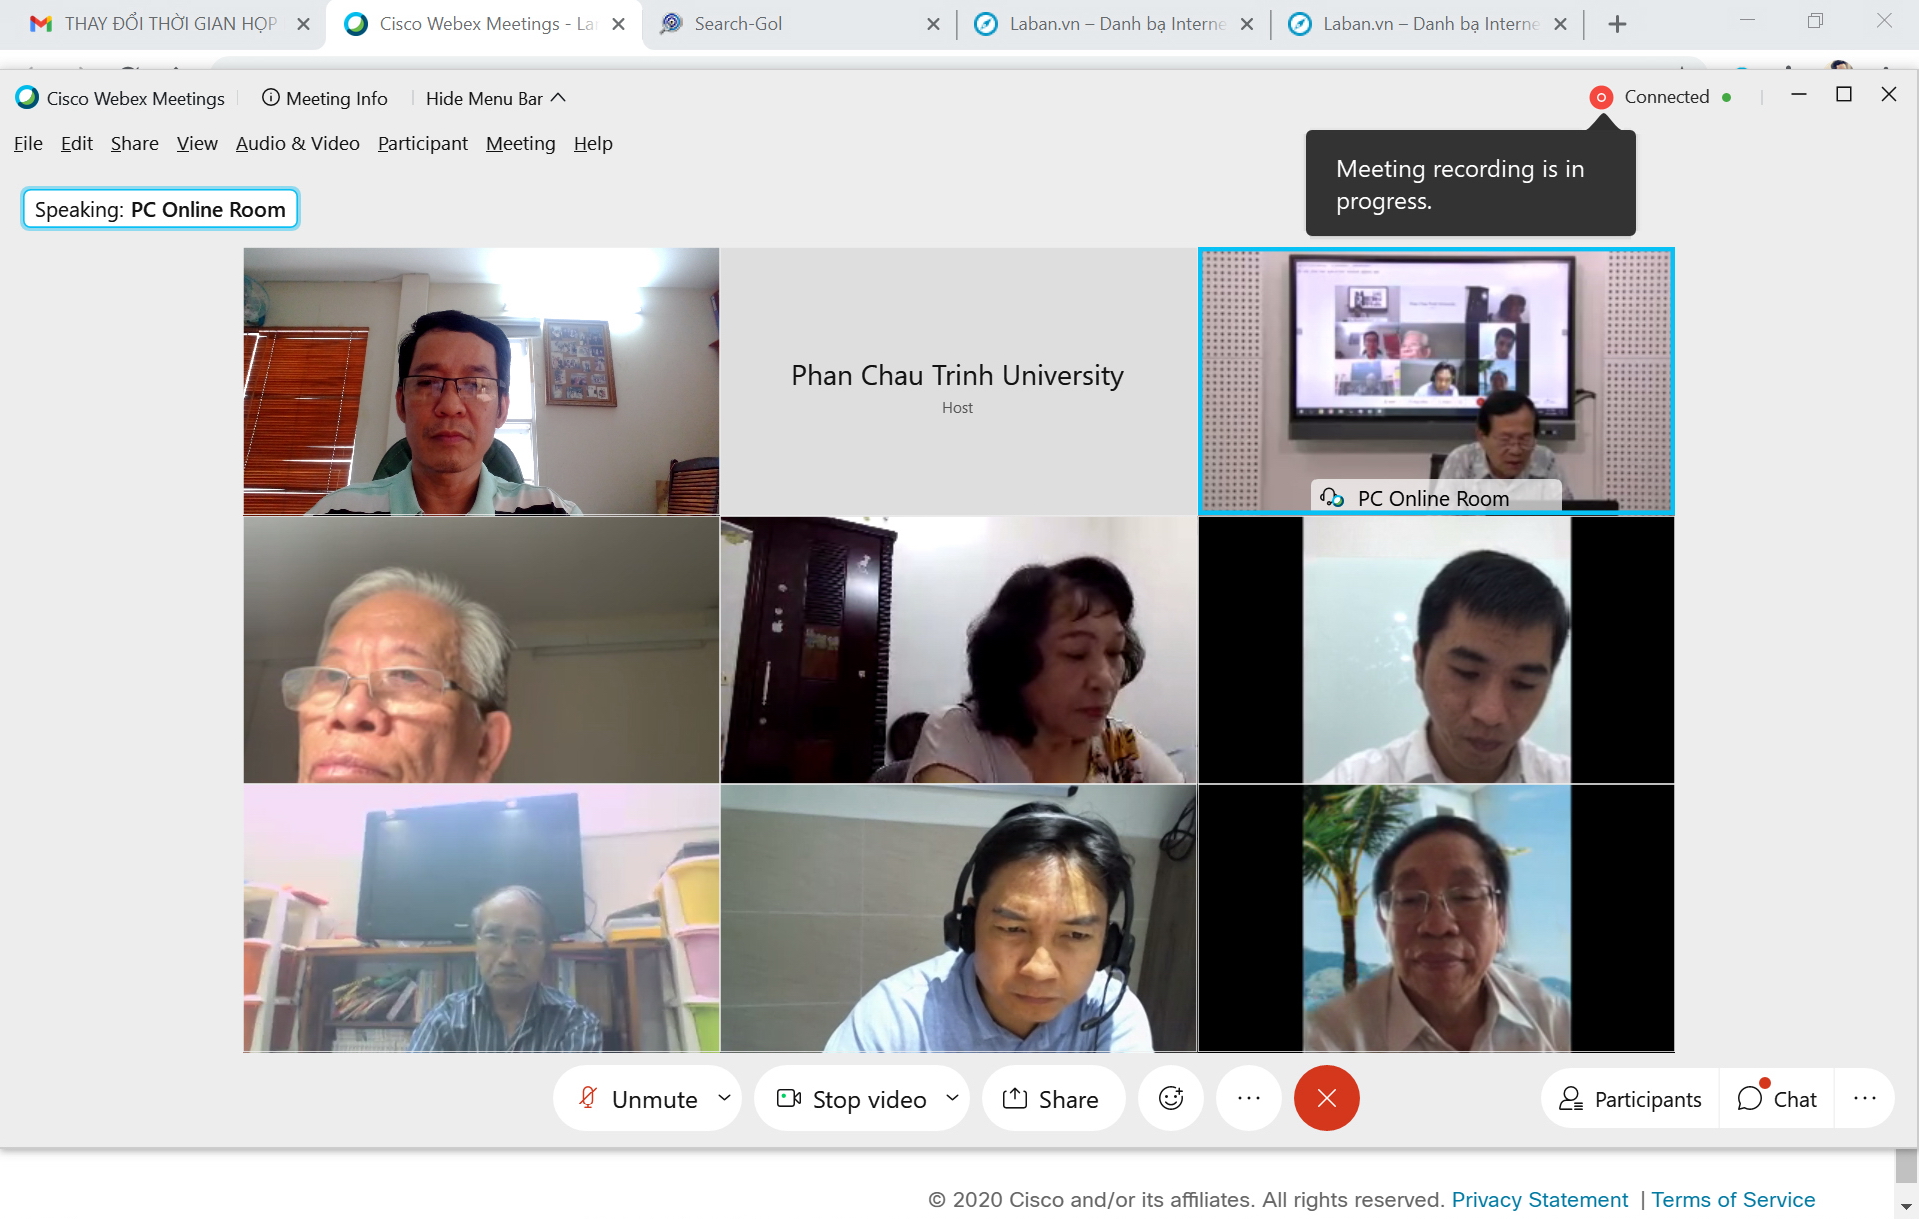 THAY ĐỔI THỜI GIAN HỌP
Cisco Webex Meetings - La
Search-Gol
Laban.vn – Danh bạ Interne
Laban.vn – Danh bạ Interne
Cisco Webex Meetings
Meeting Info
Hide Menu Bar
Connected
File Edit Share View Audio & Video Participant Meeting Help
Meeting recording is in
progress.
Speaking: PC Online Room
Phan Chau Trinh University
Host
PC Online Room
Unmute
Stop video
Share
Participants
Chat
© 2020 Cisco and/or its affiliates. All rights reserved. Privacy Statement | Terms of Service